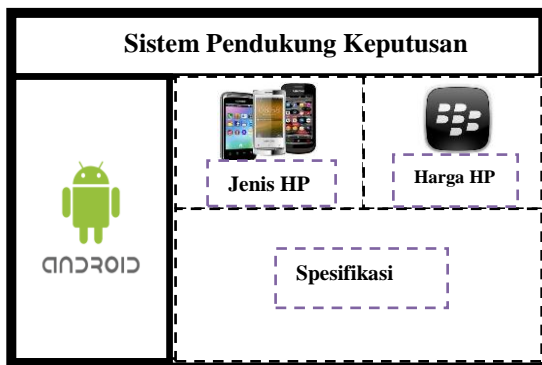 Sistem Pendukung Keputusan
Jenis HP
Harga HP
ANDROID
Spesifikasi